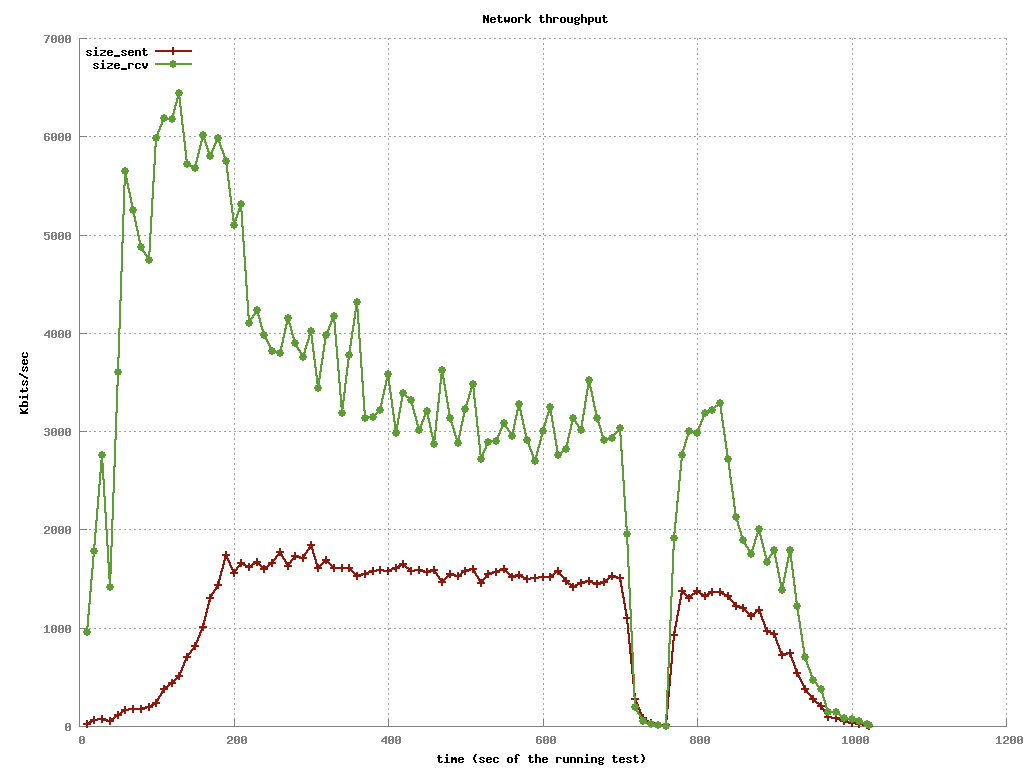 Network throughput
size_sent
size_rcv
7000
6000
5000
4000
3000
2000
1000
0
Kbits/sec
0 200 400 600 800 1000 1200
time (sec of the running test)